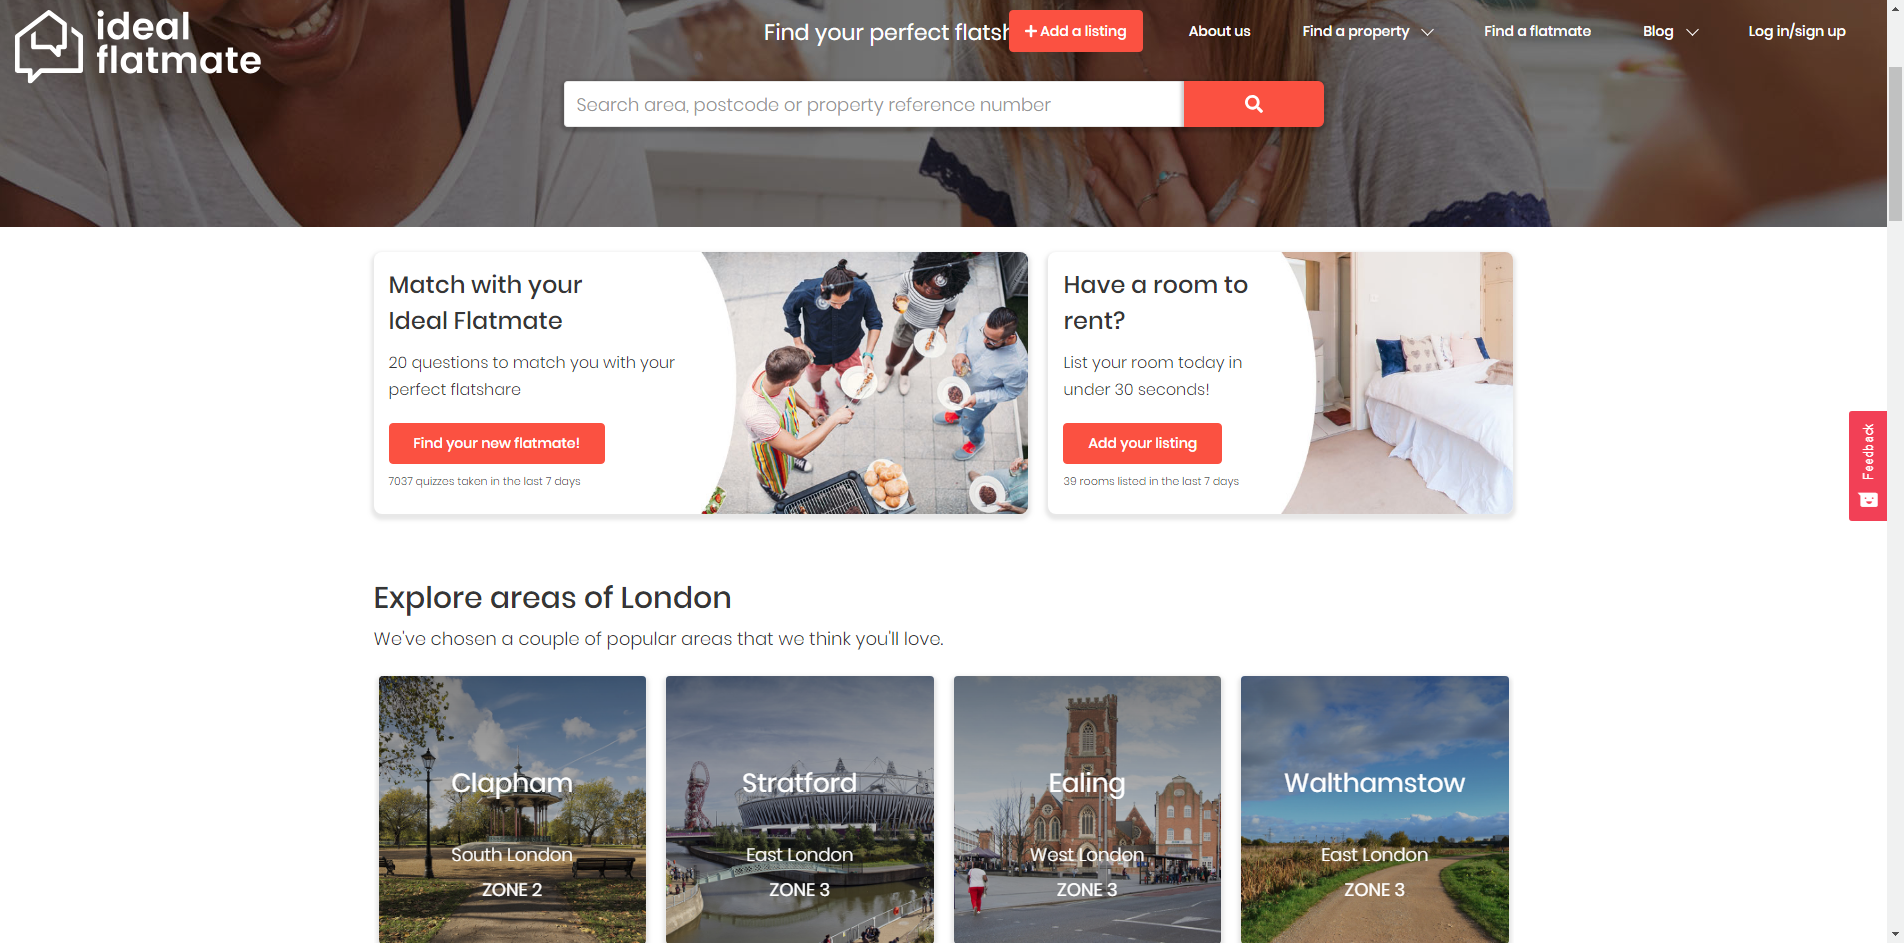 ideal
flatmate
Find your perfect flatsh
Add a listing
About us
Find a property
Find a flatmate
Blog
Log in/sign up
Search area, postcode or property reference number
Match with your
Ideal Flatmate
20 questions to match you with your
perfect flatshare
Find your new flatmate!
7037 quizzes taken in the last 7 days
Have a room to
rent?
List your room today in
under 30 seconds!
Add your listing
39 rooms listed in the last 7 days
Feedback
Explore areas of London
We've chosen a couple of popular areas that we think you'll love.
Clapham
South London
ZONE 2
Stratford
East London
ZONE 3
Ealing
West London
ZONE 3
Walthamstow
East London
ZONE 3